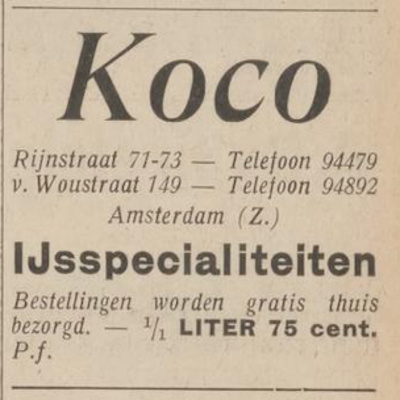 Koco
Rijnstraat 71-73 — Telefoon 94479
v. Woustraat 149 — Telefoon 94892
Amsterdam (Z.)
IJsspecialiteiten
Bestellingen worden gratis thuis
bezorgd. — 1/1 LITER 75 cent.
P.f.